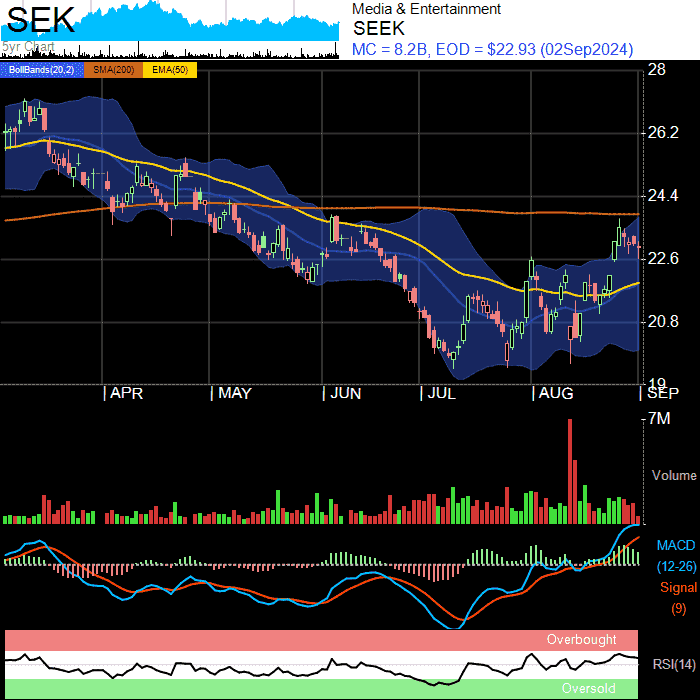 SEK
5yr Chart
Media & Entertainment
SEEK
MC = 8.2B, EOD = $22.93 (02Sep2024)
BollBands(20,2) SMA(200) EMA(50)
28
26.2
24.4
22.6
20.8
19
APR MAY JUN JUL AUG SEP
7M
Volume
MACD
(12-26)
Signal
(9)
Overbought
RSI(14)
Oversold